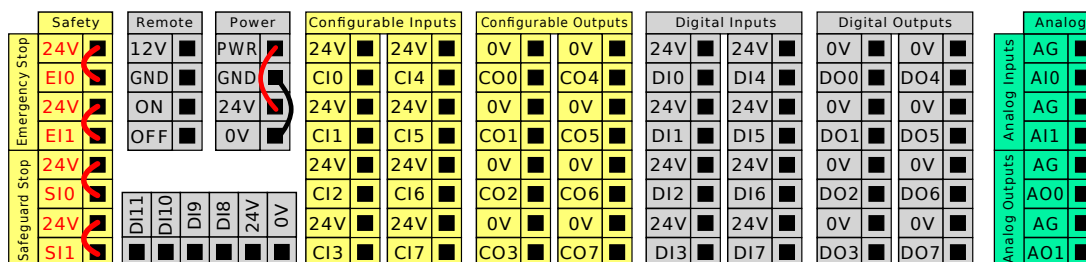 Safety
Emergency Stop
24V
EI0
24V
EI1
Safeguard Stop
24V
SI0
24V
SI1
Remote
12V
GND
ON
OFF
Power
PWR
GND
24V
0V
DI11 DI10 DI9 DI8 24V 0V
Configurable Inputs
24V 24V
CI0 CI4
24V 24V
CI1 CI5
24V 24V
CI2 CI6
24V 24V
CI3 CI7
Configurable Outputs
0V 0V
CO0 CO4
0V 0V
CO1 CO5
0V 0V
CO2 CO6
0V 0V
CO3 CO7
Digital Inputs
24V 24V
DI0 DI4
24V 24V
DI1 DI5
24V 24V
DI2 DI6
24V 24V
DI3 DI7
Digital Outputs
0V 0V
DO0 DO4
0V 0V
DO1 DO5
0V 0V
DO2 DO6
0V 0V
DO3 DO7
Analog
Analog Inputs
AG
AI0
AG
AI1
Analog Outputs
AG
AO0
AG
AO1